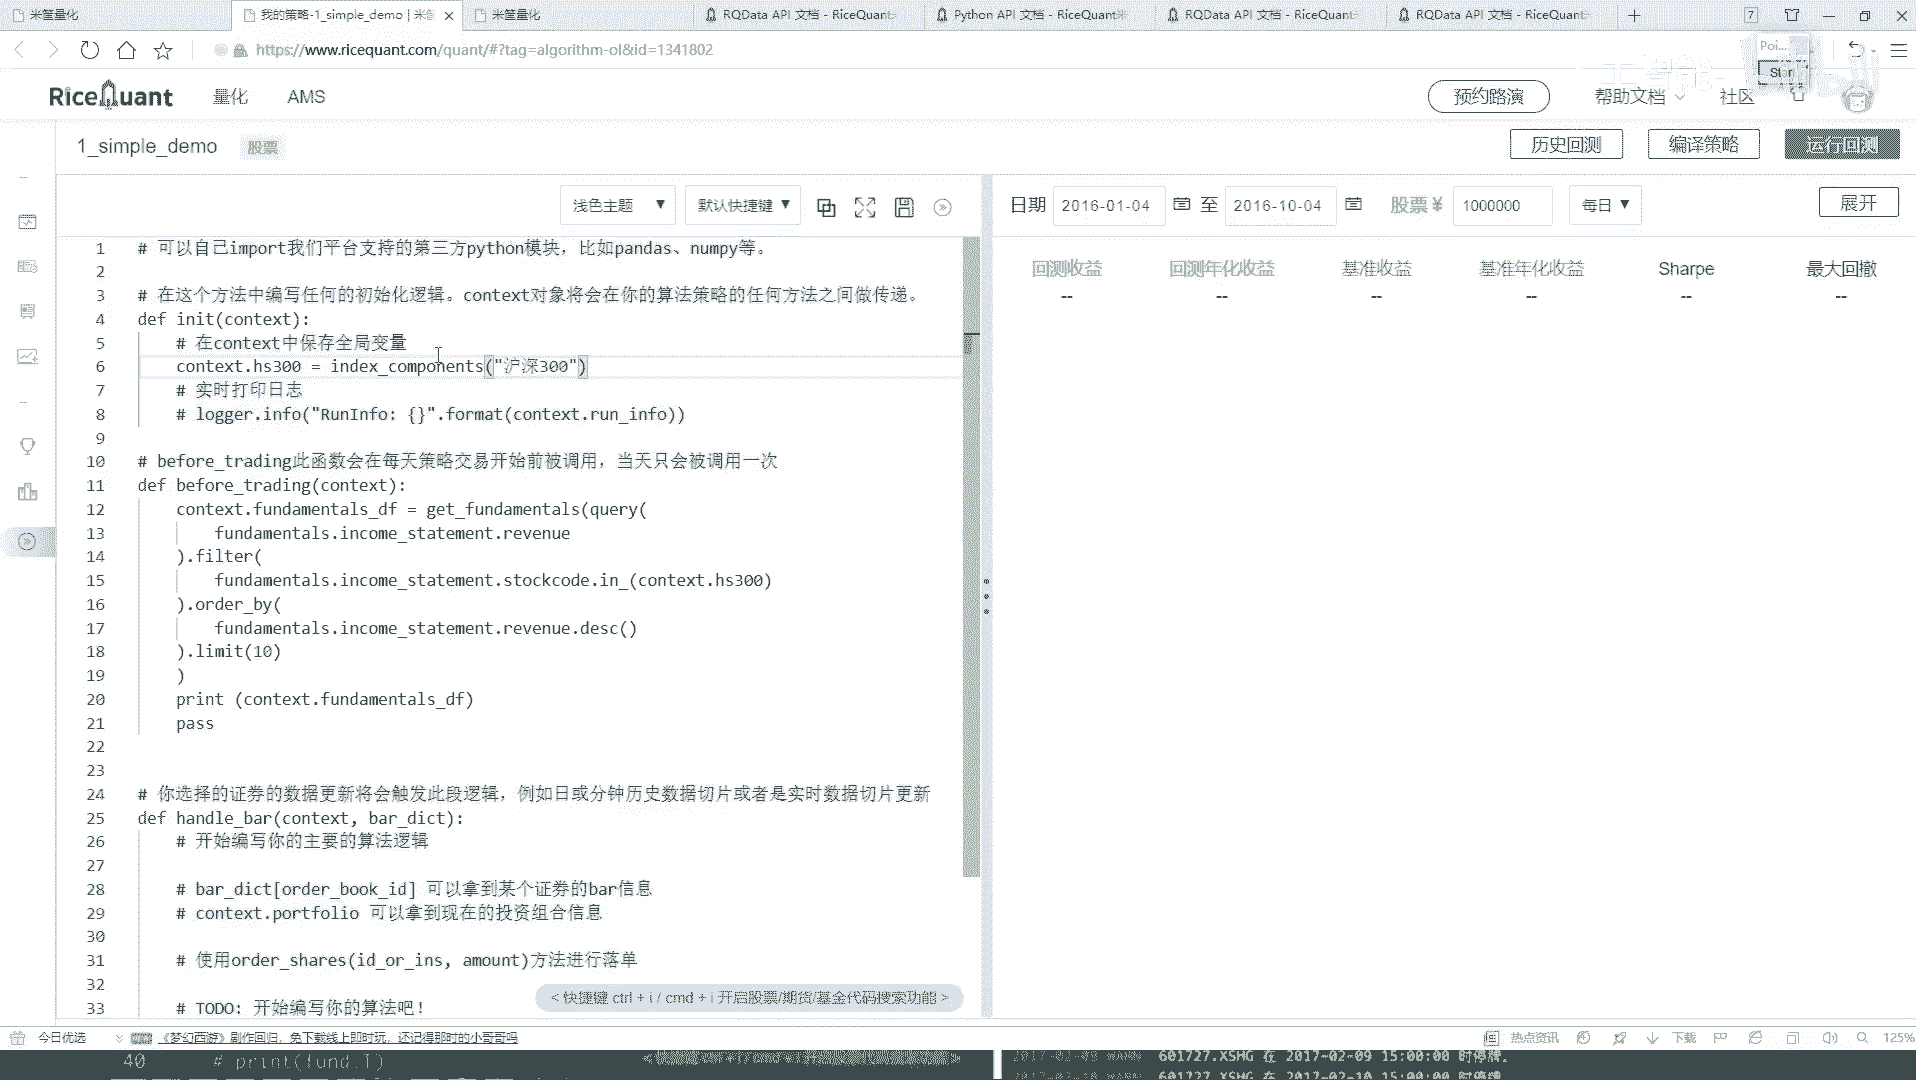 米筐量化
我的策略-1_simple_demo | 米筐
米筐量化
RQData API 文档 - RiceQuant
Python API 文档 - RiceQuant米
RQData API 文档 - RiceQuant
RQData API 文档 - RiceQuant
7
https://www.ricequant.com/quant/#?tag=algorithm-ol&id=1341802
Poi...
Star
RiceQuant
量化
AMS
预约路演
帮助文档
社区
1_simple_demo
股票
历史回测
编译策略
运行回测
浅色主题 ▼
默认快捷键 ▼
日期
2016-01-04
至
2016-10-04
股票 ¥
1000000
每日 ▼
展开
回测收益
回测年化收益
基准收益
基准年化收益
Sharpe
最大回撤
--
--
--
--
--
--
1 # 可以自己import我们平台支持的第三方python模块，比如pandas、numpy等。
2
3 # 在这个方法中编写任何的初始化逻辑。context对象将会在你的算法策略的任何方法之间做传递。
4 def init(context):
5 # 在context中保存全局变量
6 context.hs300 = index_components("沪深300")
7 # 实时打印日志
8 # logger.info("RunInfo: {}".format(context.run_info))
9
10 # before_trading此函数会在每天策略交易开始前被调用，当天只会被调用一次
11 def before_trading(context):
12 context.fundamentals_df = get_fundamentals(query(
13 fundamentals.income_statement.revenue
14 ).filter(
15 fundamentals.income_statement.stockcode.in_(context.hs300)
16 ).order_by(
17 fundamentals.income_statement.revenue.desc()
18 ).limit(10)
19 )
20 print (context.fundamentals_df)
21 pass
22
23
24 # 你选择的证券的数据更新将会触发此段逻辑，例如日或分钟历史数据切片或者是实时数据切片更新
25 def handle_bar(context, bar_dict):
26 # 开始编写你的主要的算法逻辑
27
28 # bar_dict[order_book_id] 可以拿到某个证券的bar信息
29 # context.portfolio 可以拿到现在的投资组合信息
30
31 # 使用order_shares(id_or_ins, amount)方法进行落单
32
33 # TODO: 开始编写你的算法吧！
< 快捷键 ctrl + i / cmd + i 开启股票/期货/基金代码搜索功能 >
今日优选
《梦幻西游》剧作回归，免下载线上即时玩，还记得那时的小哥哥吗
热点资讯
下载
125%
40 # print(fund.T)
601727.XSHG 在 2017-02-09 15:00:00 时停牌。
601727.XSHG 在 2017-02-10 15:00:00 时停牌。